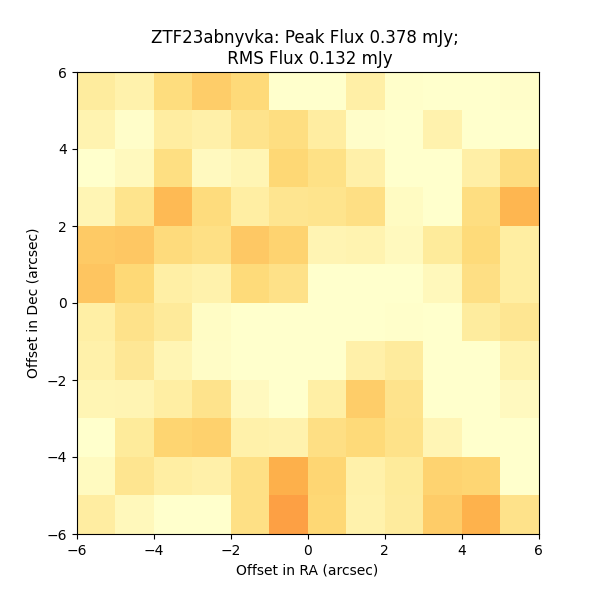 ZTF23abnyvka: Peak Flux 0.378 mJy;
RMS Flux 0.132 mJy
6
4
2
0
−2
−4
−6
Offset in Dec (arcsec)
−6 −4 −2 0 2 4 6
Offset in RA (arcsec)